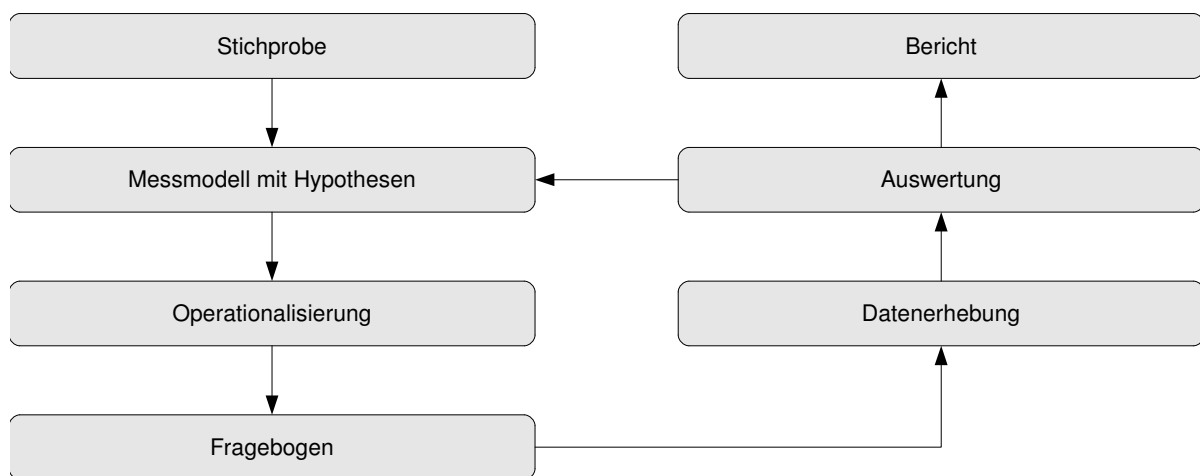 Stichprobe
Messmodell mit Hypothesen
Operationalisierung
Fragebogen
Bericht
Auswertung
Datenerhebung